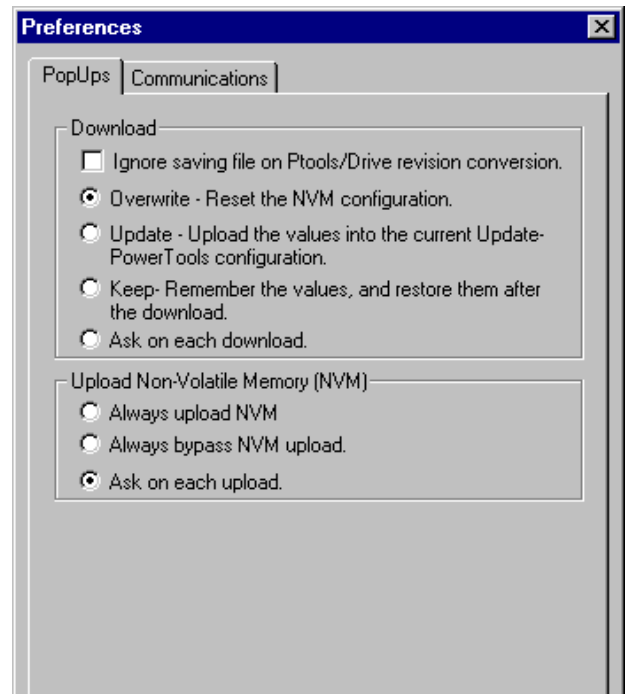 Preferences
PopUps
Communications
Download
Ignore saving file on Ptools/Drive revision conversion.
Overwrite - Reset the NVM configuration.
Update - Upload the values into the current Update-
PowerTools configuration.
Keep- Remember the values, and restore them after
the download.
Ask on each download.
Upload Non-Volatile Memory (NVM)
Always upload NVM
Always bypass NVM upload.
Ask on each upload.